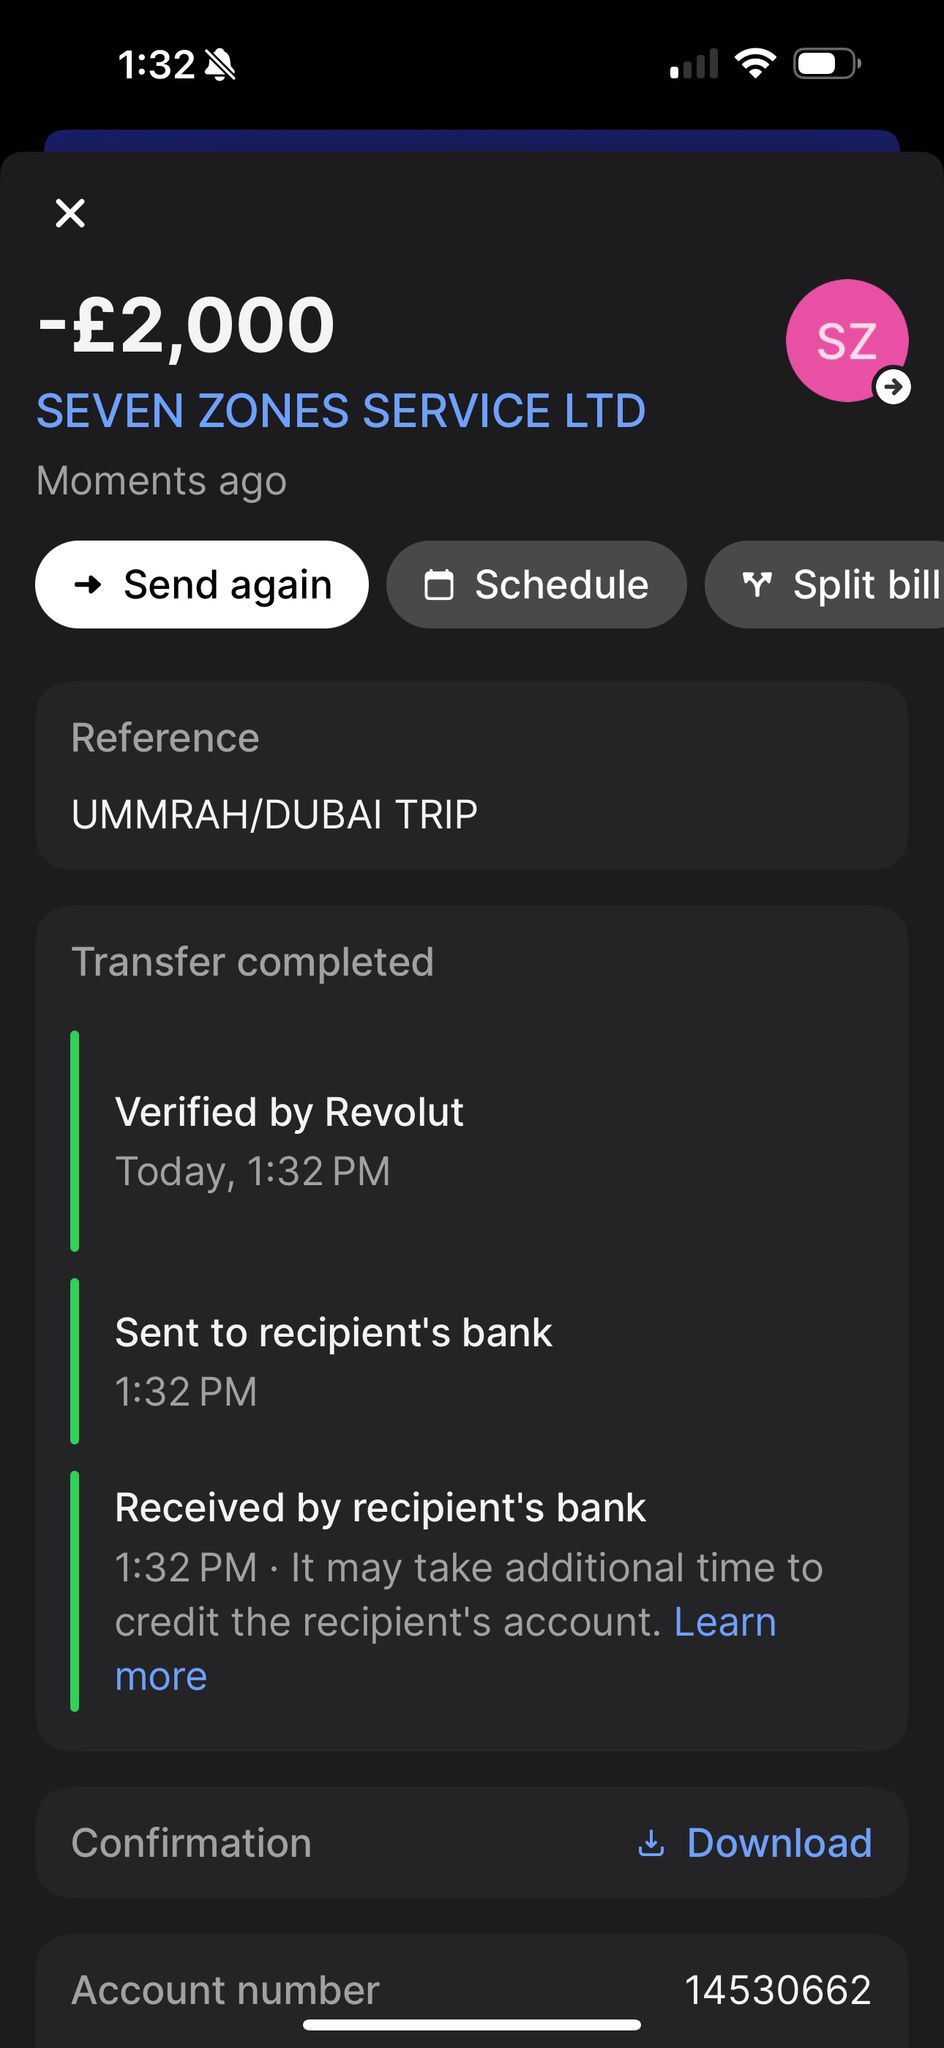 1:32
-£2,000
SZ
SEVEN ZONES SERVICE LTD
Moments ago
Send again
Schedule
Split bill
Reference
UMMRAH/DUBAI TRIP
Transfer completed
Verified by Revolut
Today, 1:32 PM
Sent to recipient's bank
1:32 PM
Received by recipient's bank
1:32 PM · It may take additional time to
credit the recipient's account. Learn
more
Confirmation
Download
Account number
14530662